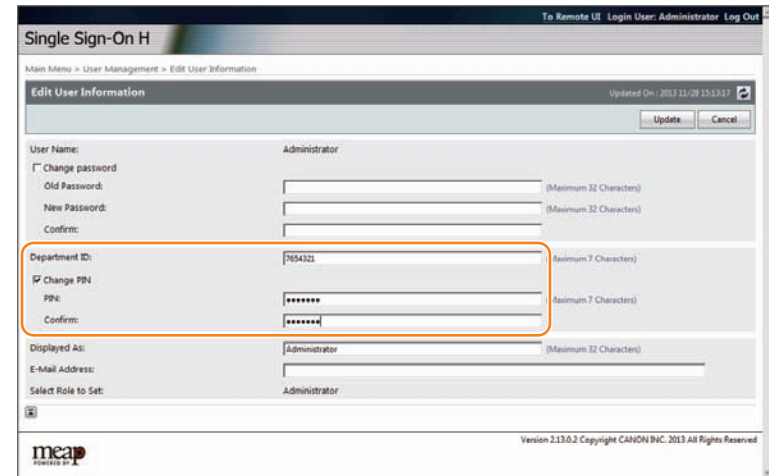 To Remote UI Login User: Administrator Log Out
Single Sign-On H
Main Menu > User Management > Edit User Information
Edit User Information Updated On : 2013 11/28 15:13:17
Update Cancel
User Name: Administrator
Change password
Old Password: (Maximum 32 Characters)
New Password: (Maximum 32 Characters)
Confirm:
Department ID: 7654321 (Maximum 7 Characters)
Change PIN
PIN: ••••••• (Maximum 7 Characters)
Confirm: •••••••
Displayed As: Administrator (Maximum 32 Characters)
E-Mail Address:
Select Role to Set: Administrator
Version 2.13.0.2 Copyright CANON INC. 2013 All Rights Reserved
meap
POWERED BY